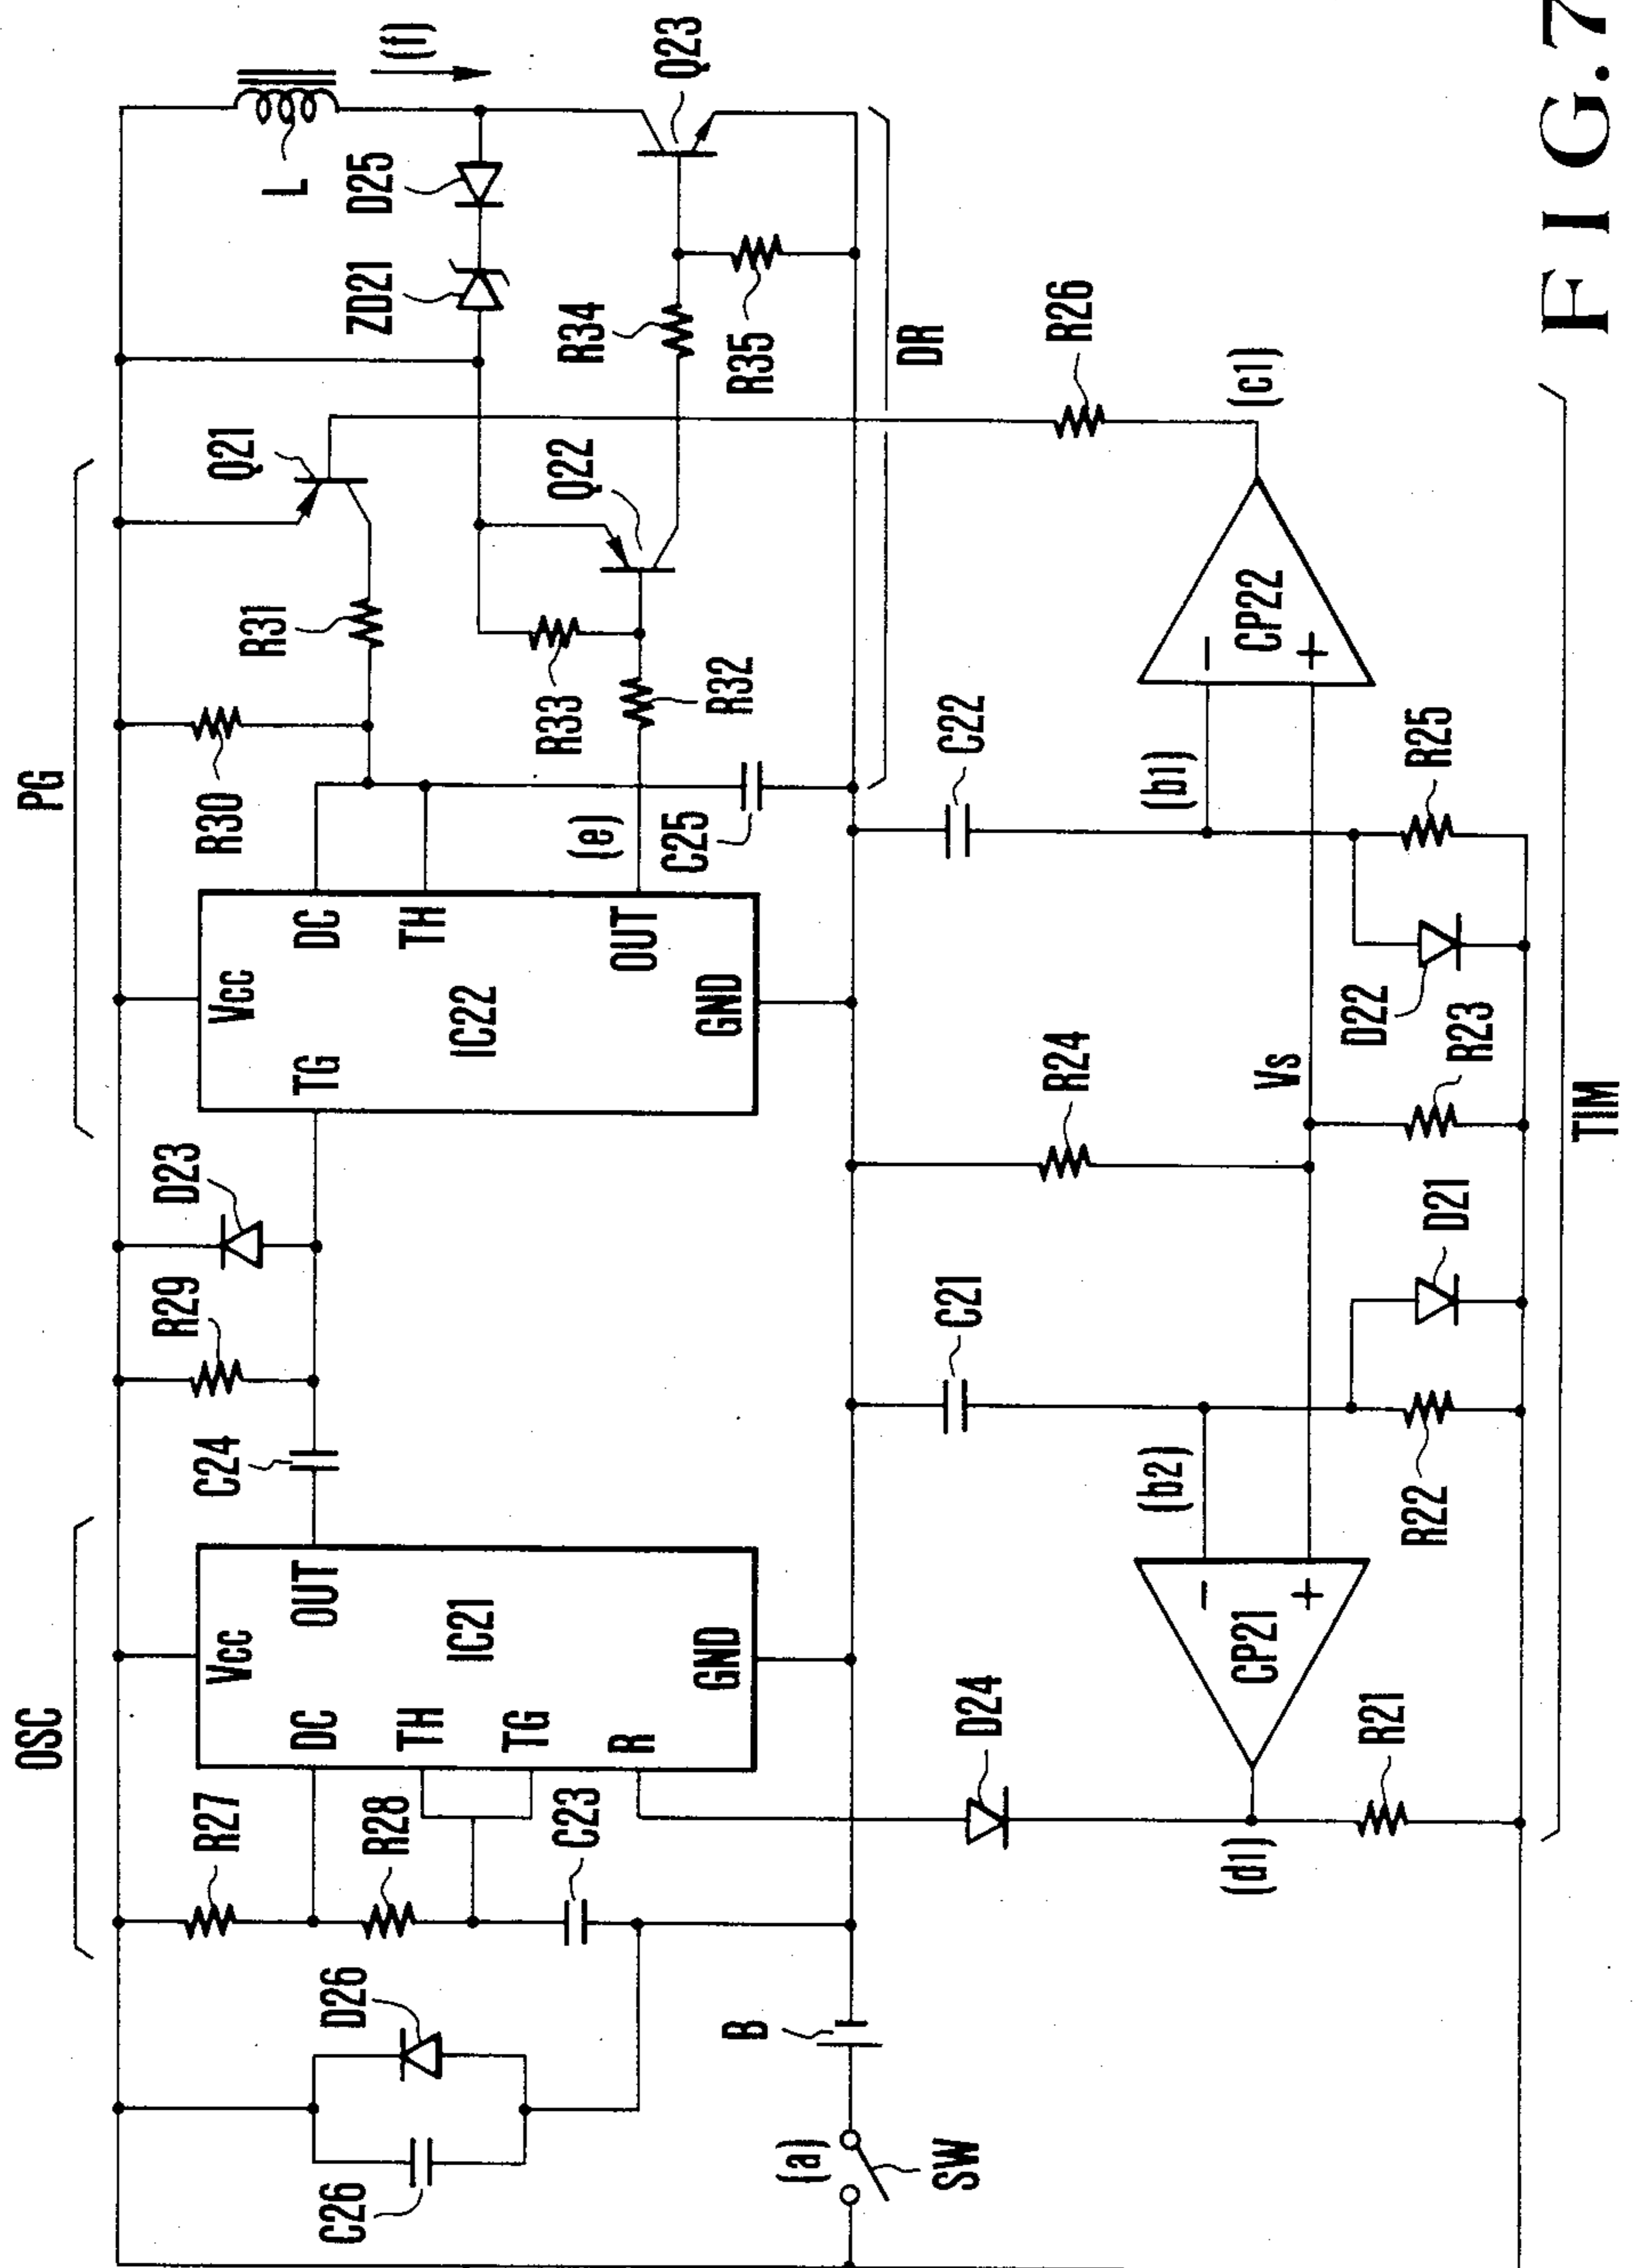 OSC
PG
R27
R28
C23
C26
D26
Vcc
OUT
DC
TH
TG
R
IC21
GND
C24
R29
D23
Vcc
TG
DC
TH
OUT
IC22
GND
R30
R31
Q21
(e)
C25
R33
R32
Q22
ZD21
D25
L
(f)
R34
R35
Q23
DR
B
(a)
SW
D24
(d1)
R21
CP21
-
+
(b2)
C21
R22
D21
R24
Vs
R23
D22
R25
C22
(b1)
-
+
CP22
(c1)
R26
TIM
FIG.7